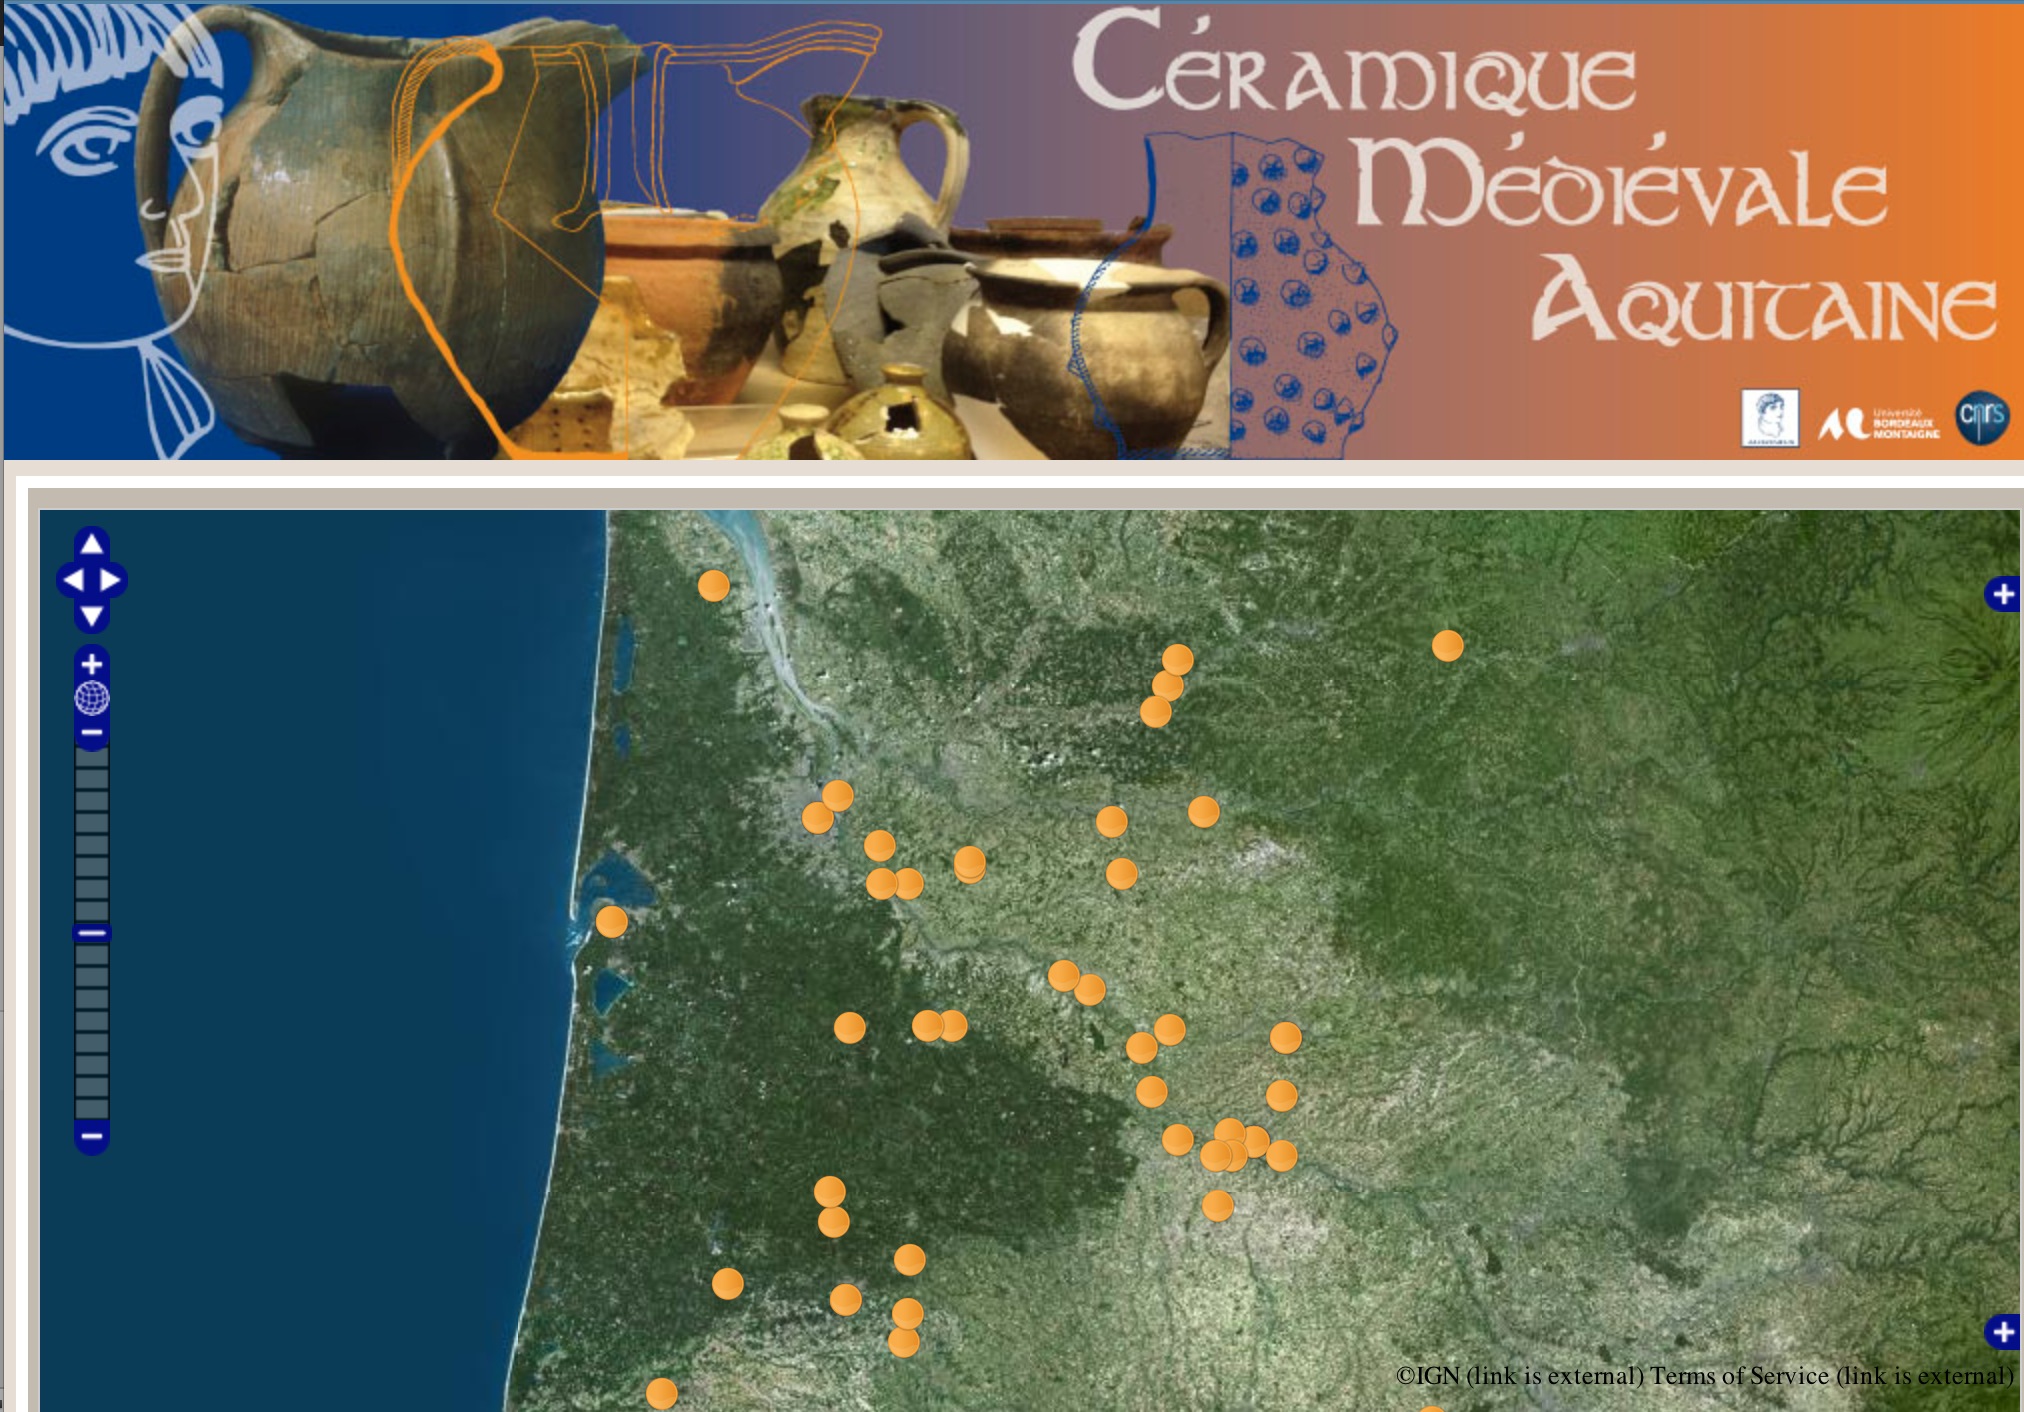 Céramique
Médiévale
Aquitaine
Université
BORDEAUX
MONTAIGNE
cnrs
©IGN (link is external) Terms of Service (link is external)